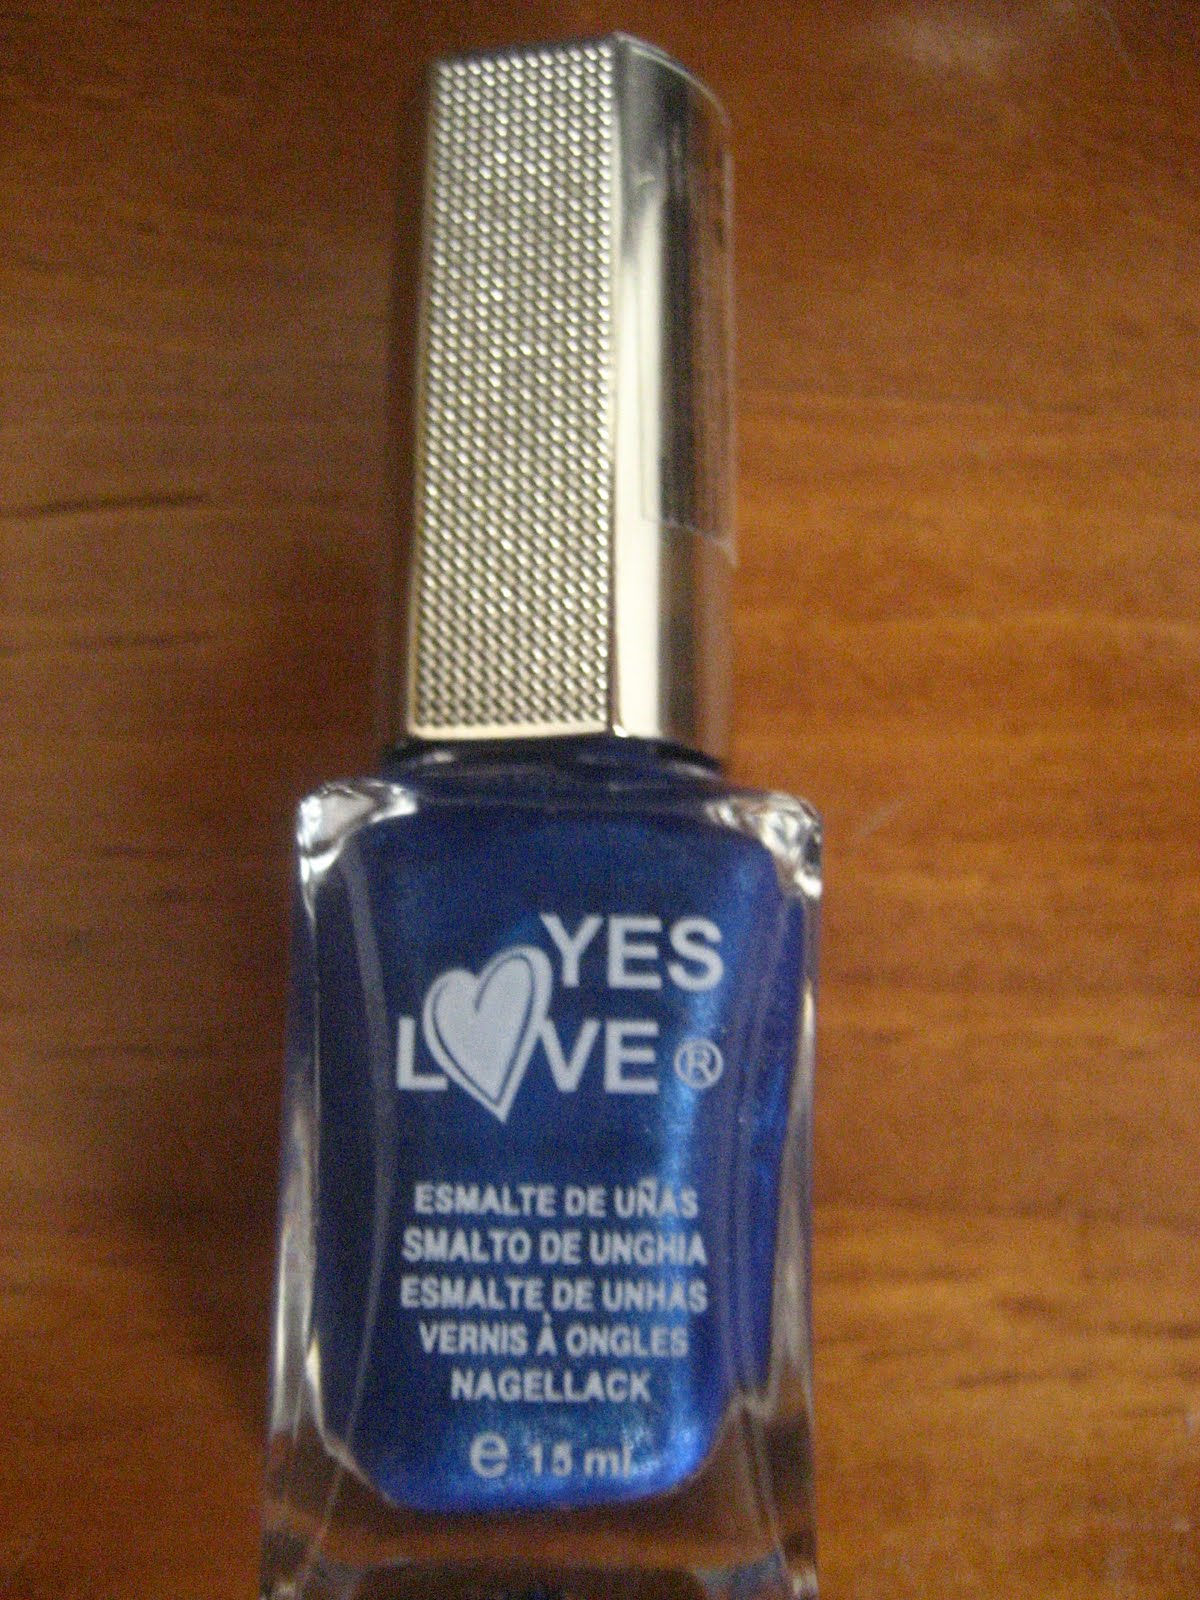 YES
LOVE ®
ESMALTE DE UÑAS
SMALTO DE UNGHIA
ESMALTE DE UNHAS
VERNIS À ONGLES
NAGELLACK
e 15 ml